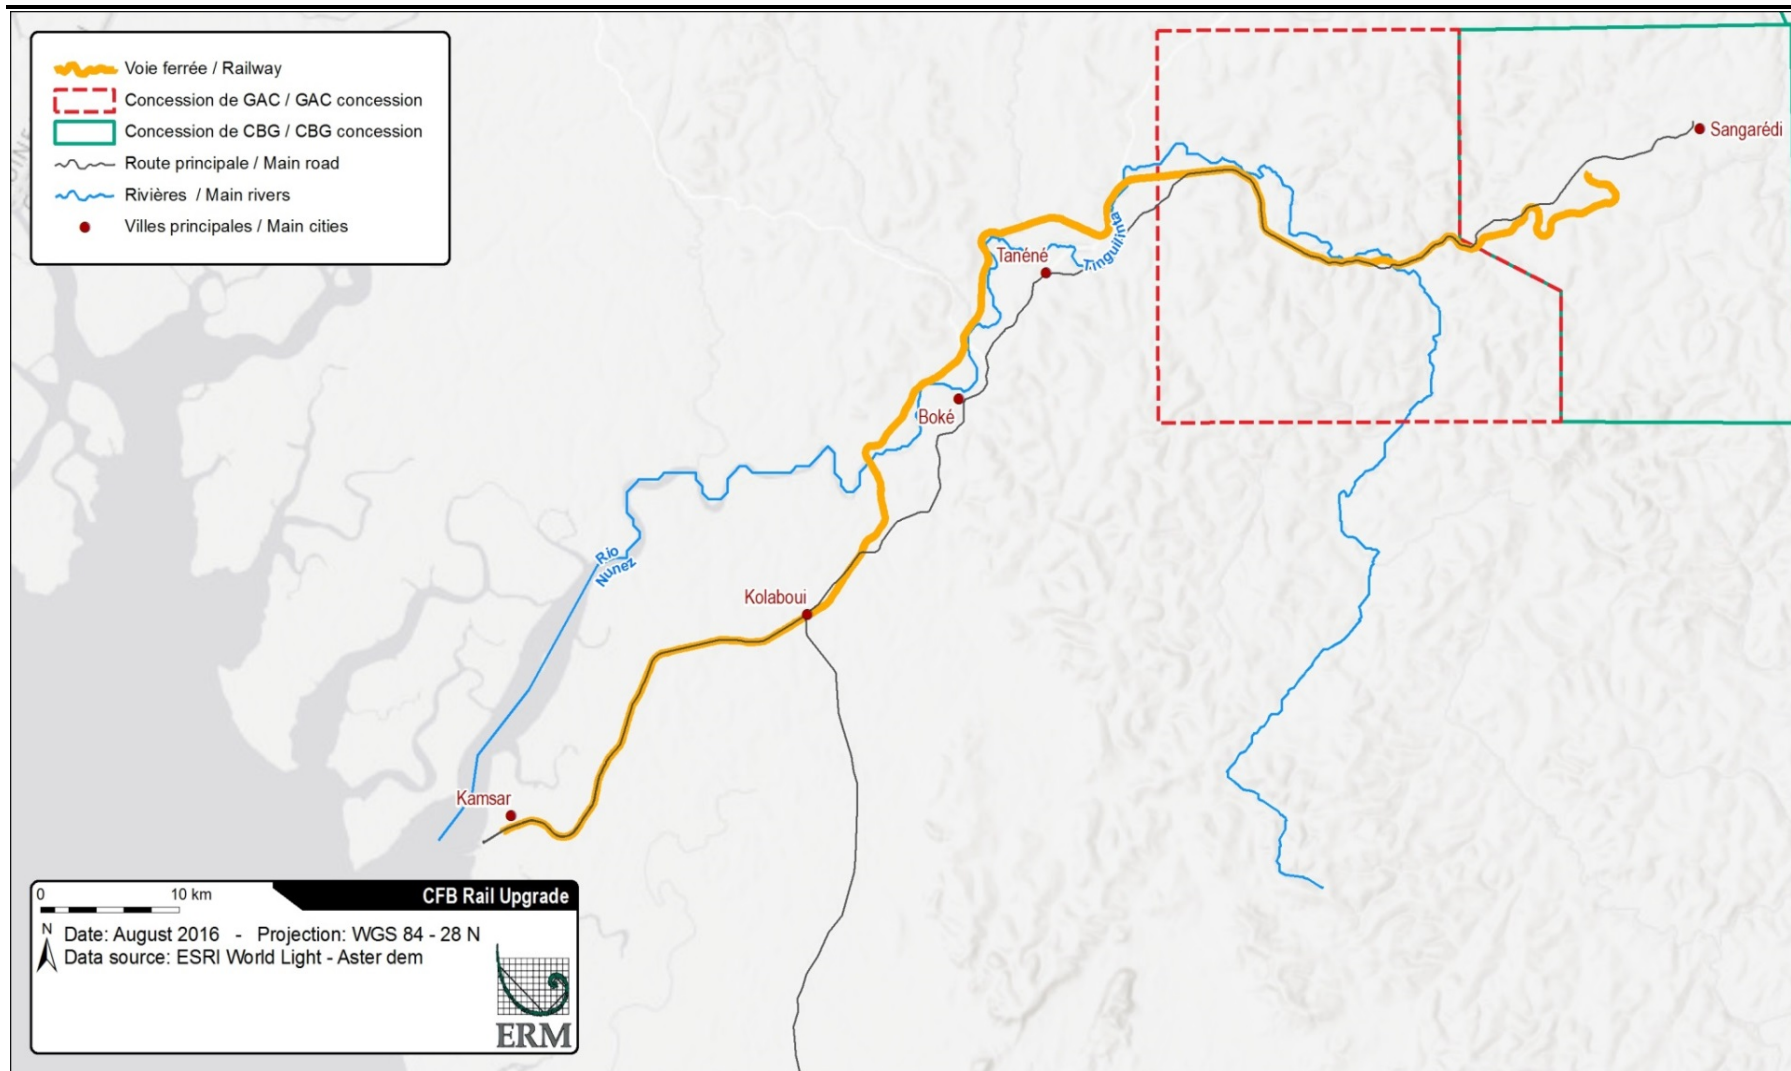 Voie ferrée / Railway
Concession de GAC / GAC concession
Concession de CBG / CBG concession
Route principale / Main road
Rivières / Main rivers
Villes principales / Main cities
Sangarédi
Tinguilinta
Tanéné
Boké
Rio
Nunez
Kolaboui
Kamsar
0 10 km
CFB Rail Upgrade
N
Date: August 2016 - Projection: WGS 84 - 28 N
Data source: ESRI World Light - Aster dem
ERM